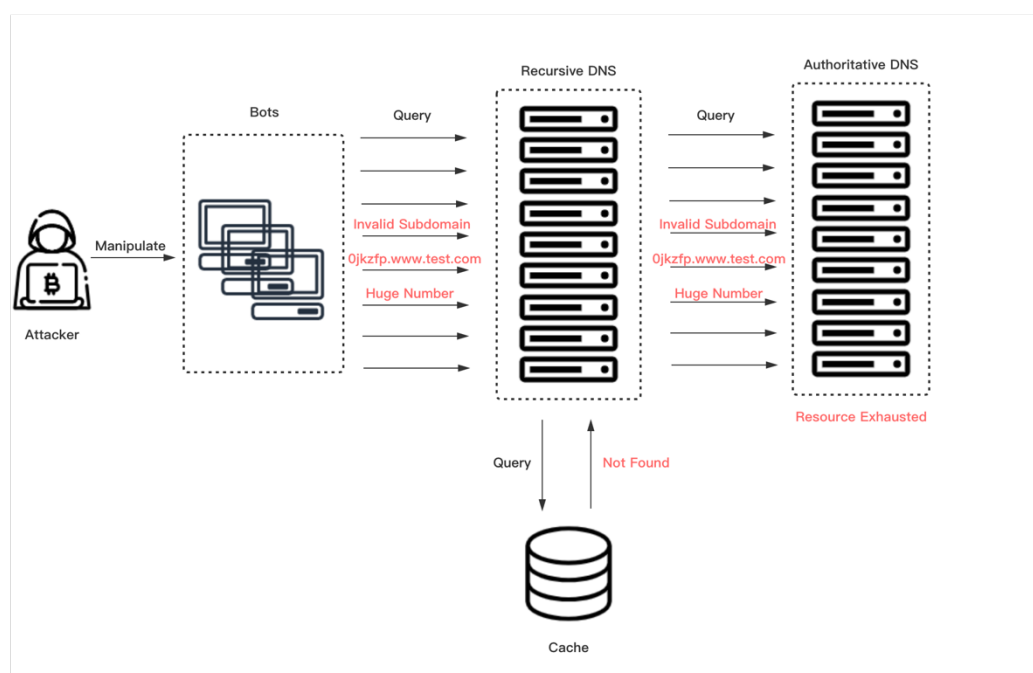 Authoritative DNS
Recursive DNS
Bots
Query
Query
Invalid Subdomain
Invalid Subdomain
Manipulate
0jkzfp.www.test.com
0jkzfp.www.test.com
Huge Number
Huge Number
Attacker
Resource Exhausted
Query
Not Found
Cache